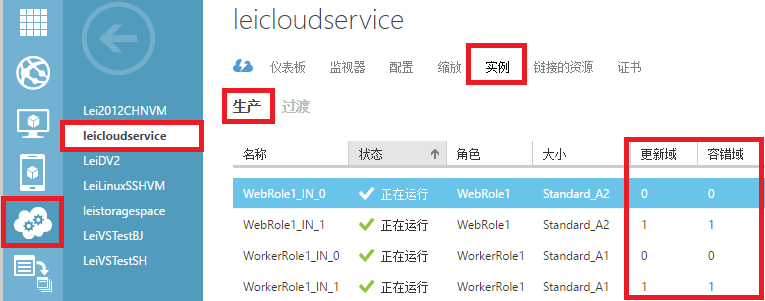 leicloudservice
仪表板 监视器 配置 缩放 实例 链接的资源 证书
生产 过渡
Lei2012CHNVM
leicloudservice
LeiDV2
LeiLinuxSSHVM
leistoragespace
LeiVSTestBJ
LeiVSTestSH
名称 状态 角色 大小 更新域 容错域
WebRole1_IN_0 正在运行 WebRole1 Standard_A2 0 0
WebRole1_IN_1 正在运行 WebRole1 Standard_A2 1 1
WorkerRole1_IN_0 正在运行 WorkerRole1 Standard_A1 0 0
WorkerRole1_IN_1 正在运行 WorkerRole1 Standard_A1 1 1